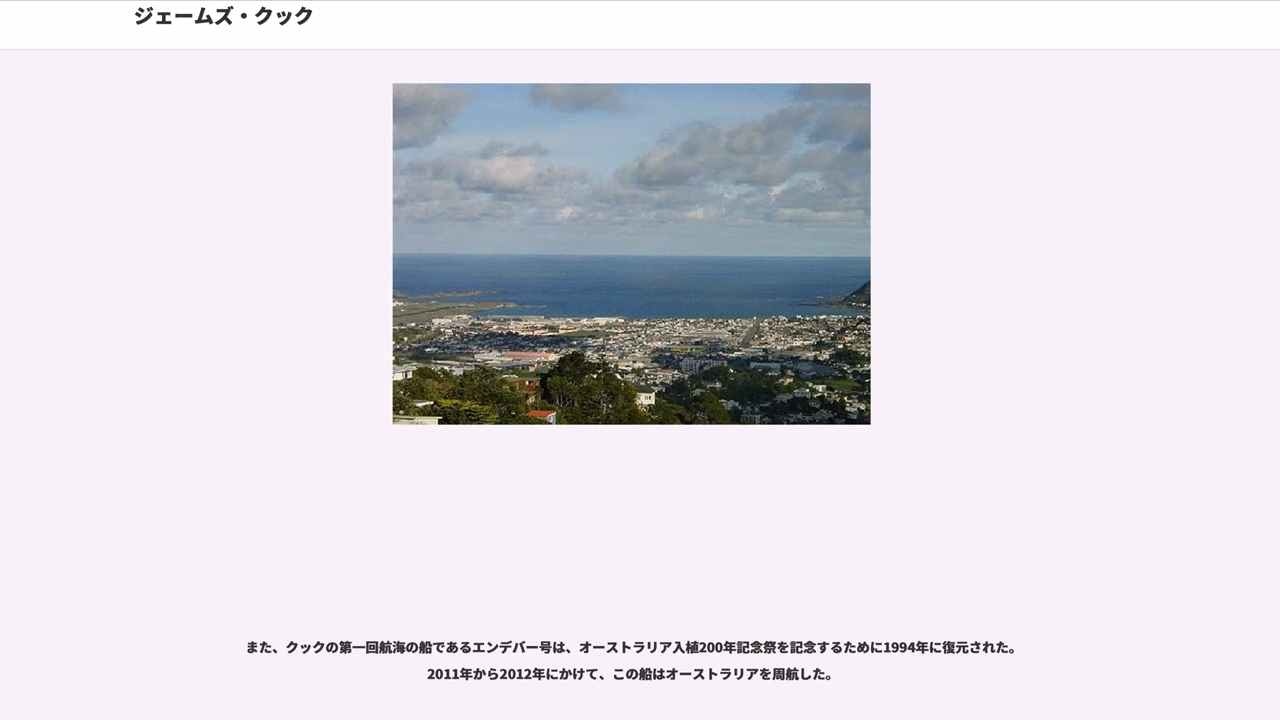 ジェームズ・クック
また、クックの第一回航海の船であるエンデバー号は、オーストラリア入植200年記念祭を記念するために1994年に復元された。
2011年から2012年にかけて、この船はオーストラリアを周航した。